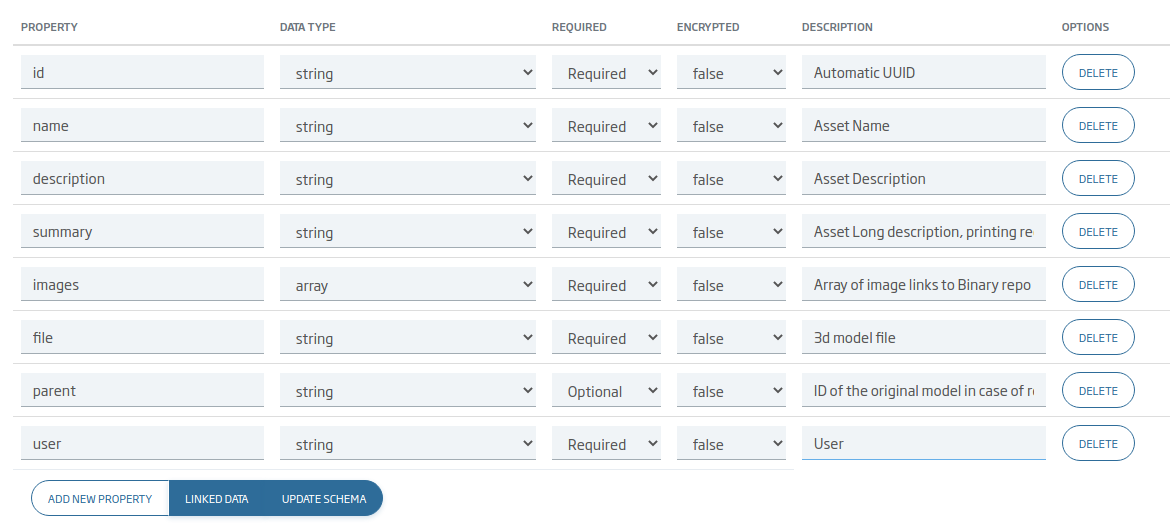 PROPERTY DATA TYPE REQUIRED ENCRYPTED DESCRIPTION OPTIONS
id string Required false Automatic UUID DELETE
name string Required false Asset Name DELETE
description string Required false Asset Description DELETE
summary string Required false Asset Long description, printing re DELETE
images array Required false Array of image links to Binary repo DELETE
file string Required false 3d model file DELETE
parent string Optional false ID of the original model in case of re DELETE
user string Required false User DELETE
ADD NEW PROPERTY LINKED DATA UPDATE SCHEMA